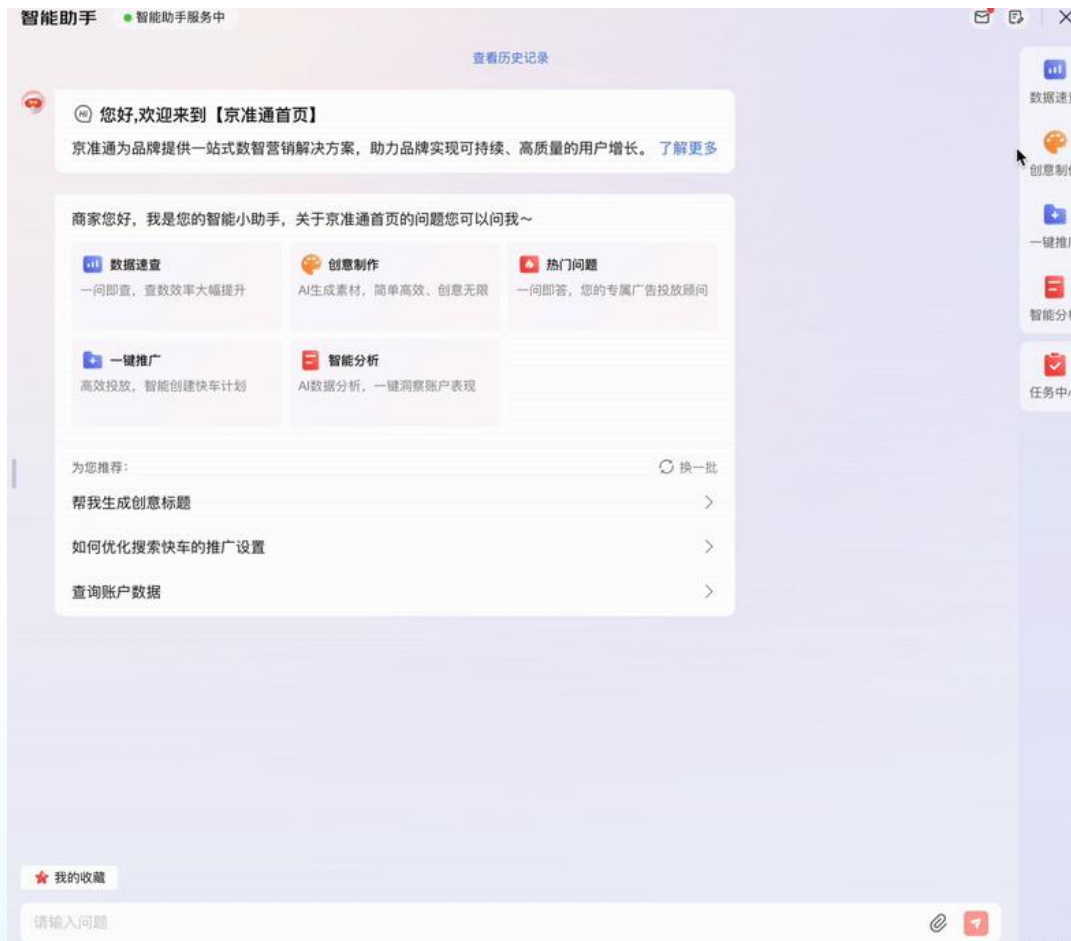 智能助手
智能助手服务中
查看历史记录
您好,欢迎来到【京准通首页】
京准通为品牌提供一站式数智营销解决方案，助力品牌实现可持续、高质量的用户增长。 了解更多
商家您好，我是您的智能小助手，关于京准通首页的问题您可以问我～
数据速查
一问即查，查数效率大幅提升
创意制作
AI生成素材，简单高效、创意无限
热门问题
一问即答，您的专属广告投放顾问
一键推广
高效投放，智能创建快车计划
智能分析
AI数据分析，一键洞察账户表现
为您推荐：
换一批
帮我生成创意标题
如何优化搜索快车的推广设置
查询账户数据
数据速
创意制
一键推
智能分
任务中
我的收藏
请输入问题